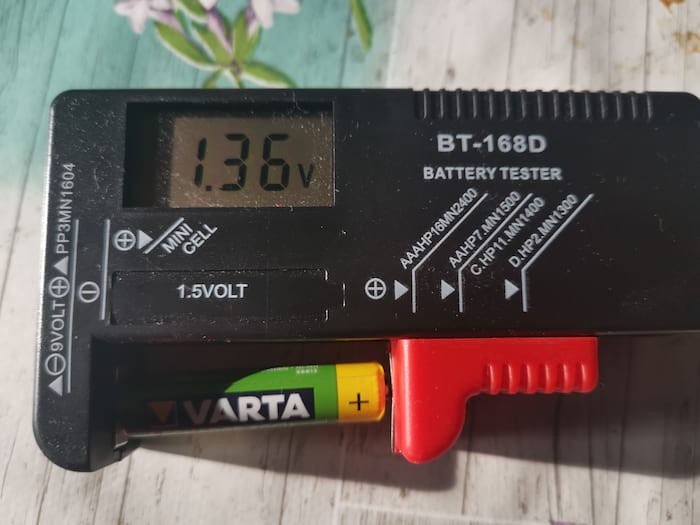 1.36V
BT-168D
BATTERY TESTER
PP3MN1604
9VOLT
MINI
CELL
1.5VOLT
AAAHP16MN2400
AAHP7.MN1500
C.HP11.MN1400
D.HP2.MN1300
VARTA
+